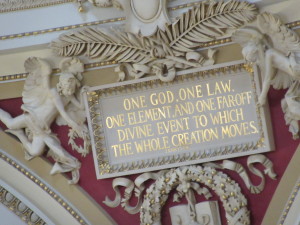 ONE GOD, ONE LAW,
ONE ELEMENT, AND ONE FAR OFF
DIVINE EVENT TO WHICH
THE WHOLE CREATION MOVES.